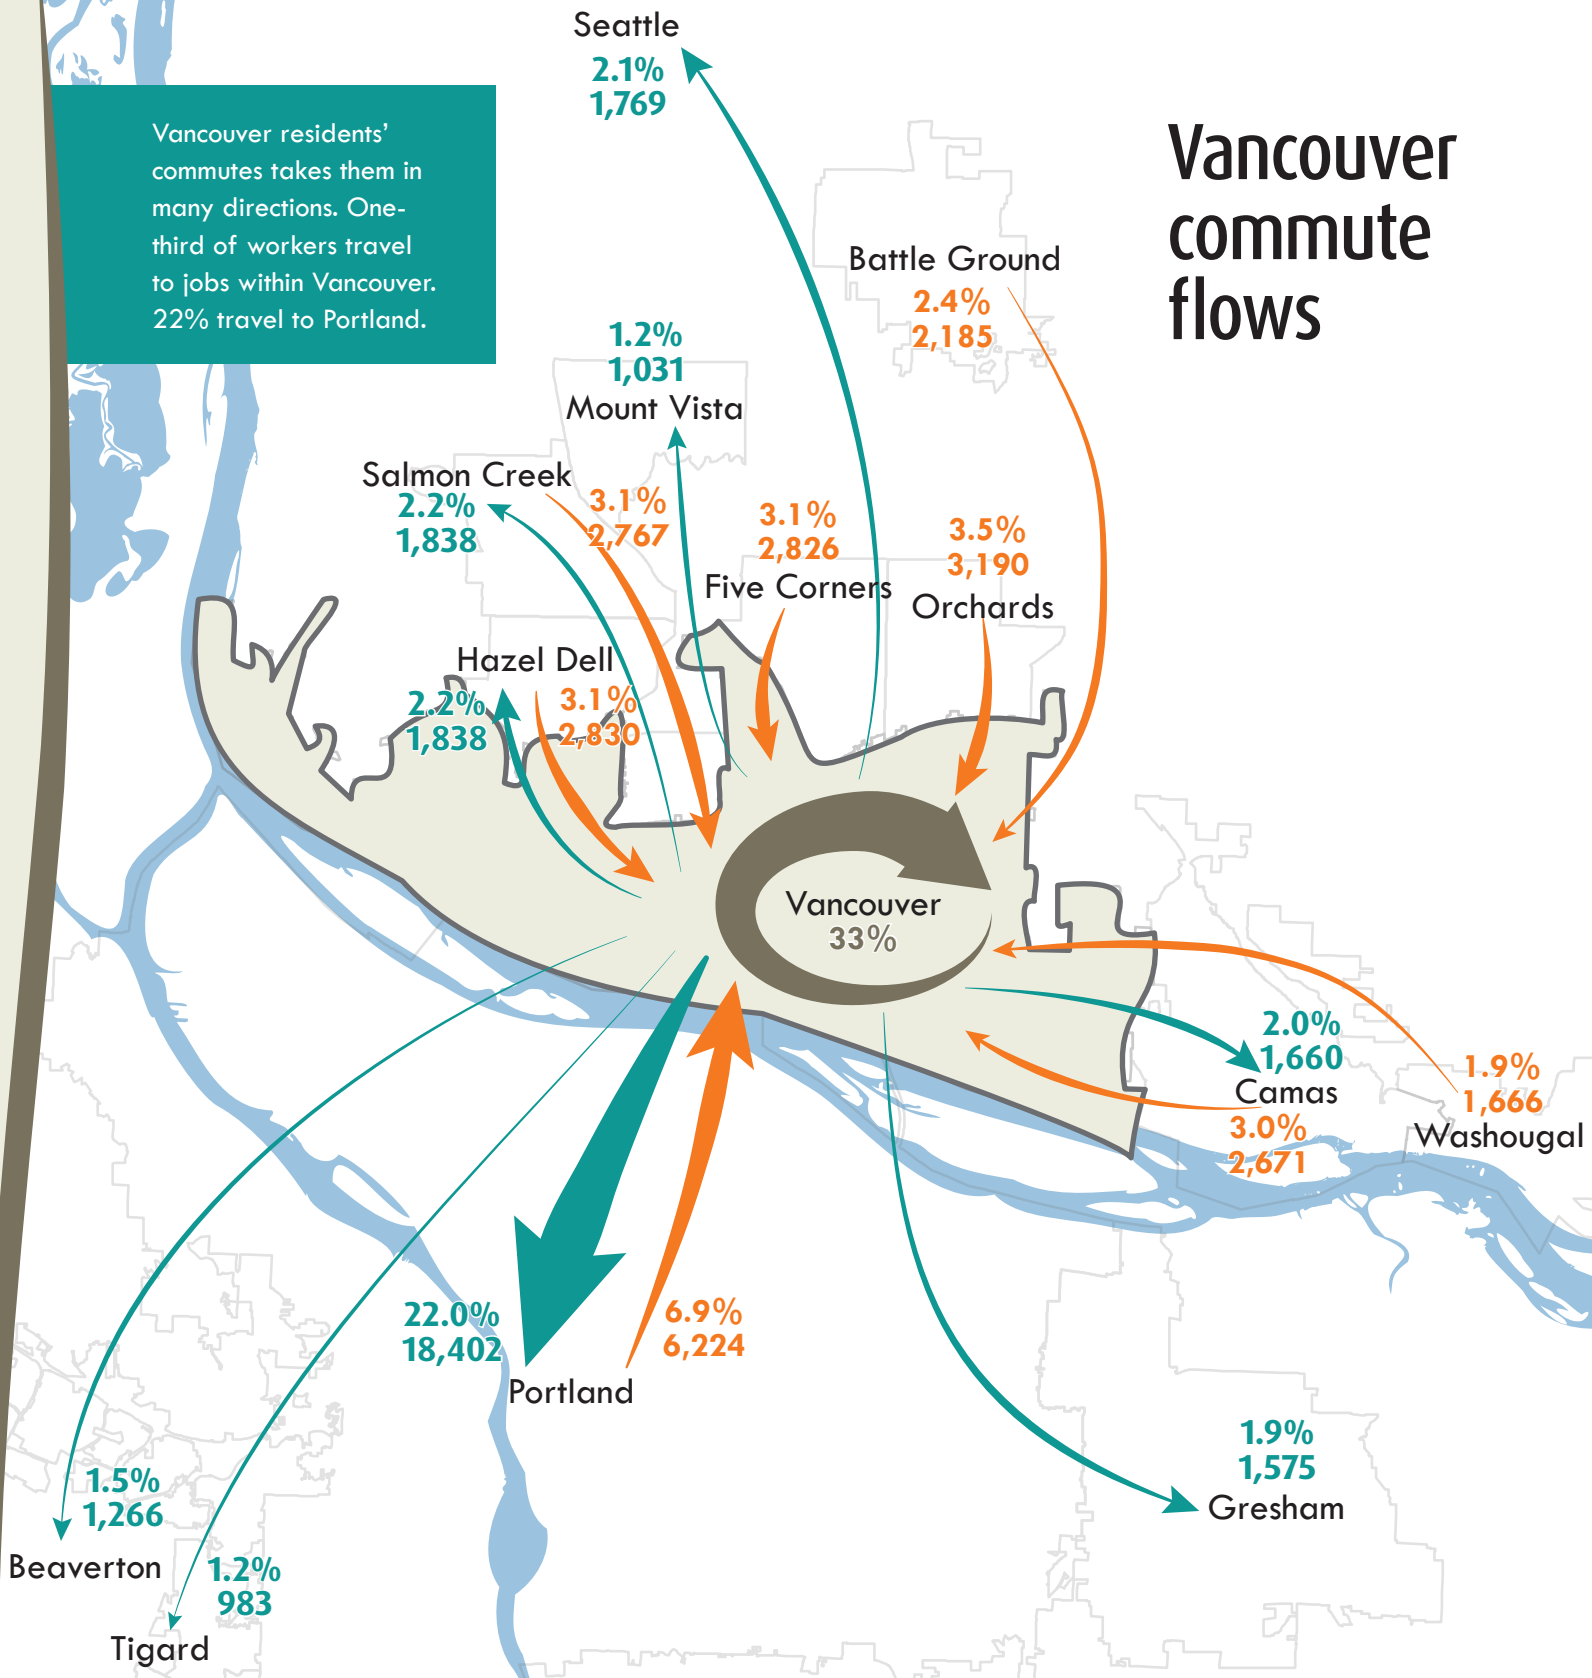 Seattle
2.1%
1,769
Vancouver
commute
flows
Vancouver residents’
commutes takes them in
many directions. One-
third of workers travel
to jobs within Vancouver.
22% travel to Portland.
Battle Ground
2.4%
2,185
1.2%
1,031
Mount Vista
Salmon Creek
2.2%
1,838
3.1%
2,767
3.1%
2,826
Five Corners
3.5%
3,190
Orchards
Hazel Dell
2.2%
1,838
3.1%
2,830
Vancouver
33%
2.0%
1,660
Camas
3.0%
2,671
1.9%
1,666
Washougal
22.0%
18,402
6.9%
6,224
Portland
1.9%
1,575
Gresham
1.5%
1,266
Beaverton
1.2%
983
Tigard